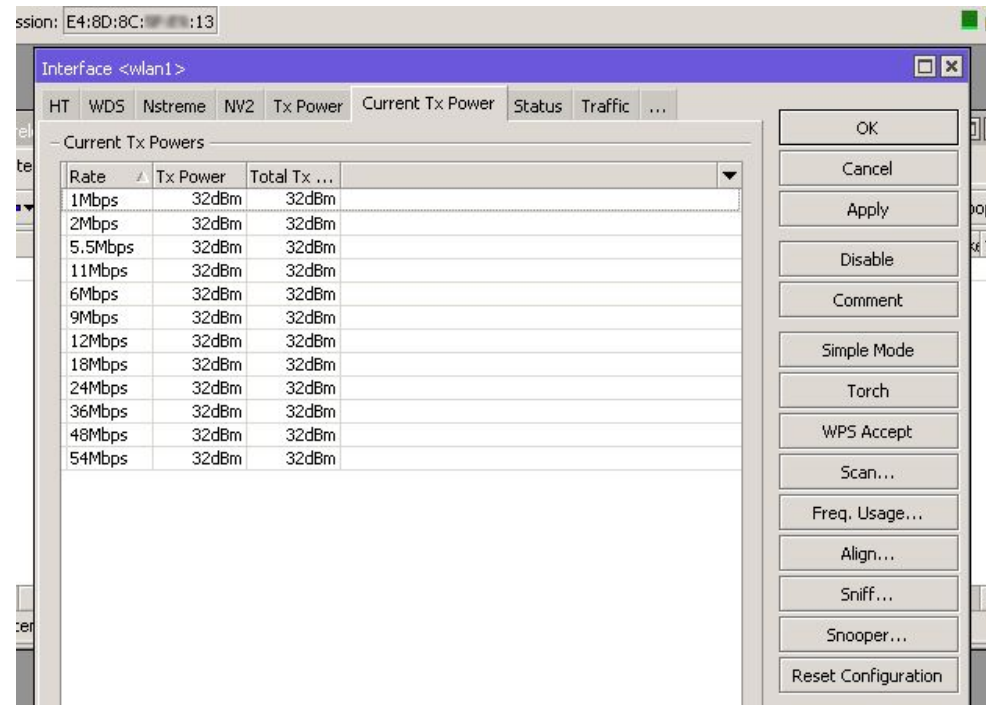 ssion: E4:8D:8C: :13
Interface <wlan1>
HT WDS Nstreme NV2 Tx Power Current Tx Power Status Traffic ...
Current Tx Powers
Rate Tx Power Total Tx ...
1Mbps 32dBm 32dBm
2Mbps 32dBm 32dBm
5.5Mbps 32dBm 32dBm
11Mbps 32dBm 32dBm
6Mbps 32dBm 32dBm
9Mbps 32dBm 32dBm
12Mbps 32dBm 32dBm
18Mbps 32dBm 32dBm
24Mbps 32dBm 32dBm
36Mbps 32dBm 32dBm
48Mbps 32dBm 32dBm
54Mbps 32dBm 32dBm
OK
Cancel
Apply
Disable
Comment
Simple Mode
Torch
WPS Accept
Scan...
Freq. Usage...
Align...
Sniff...
Snooper...
Reset Configuration